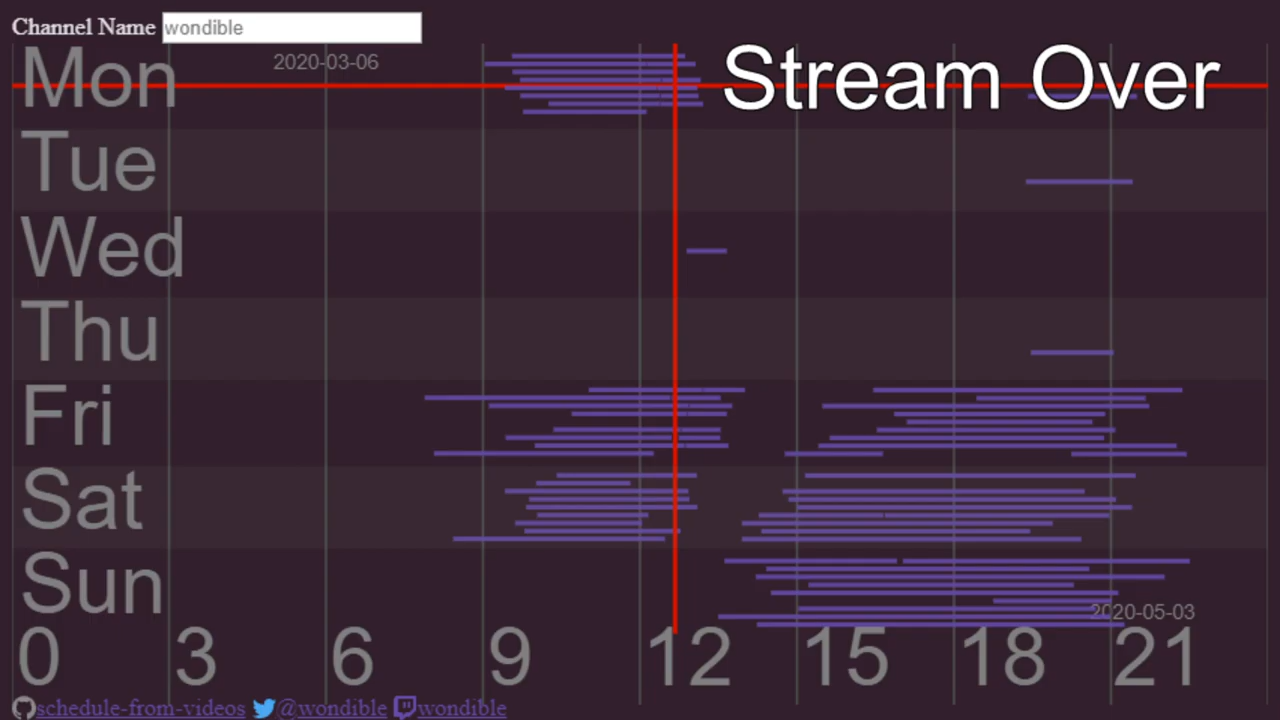 Channel Name wondible
Mon 2020-03-06 Stream Over
Tue
Wed
Thu
Fri
Sat
Sun
2020-05-03
0 3 6 9 12 15 18 21
schedule-from-videos @wondible wondible